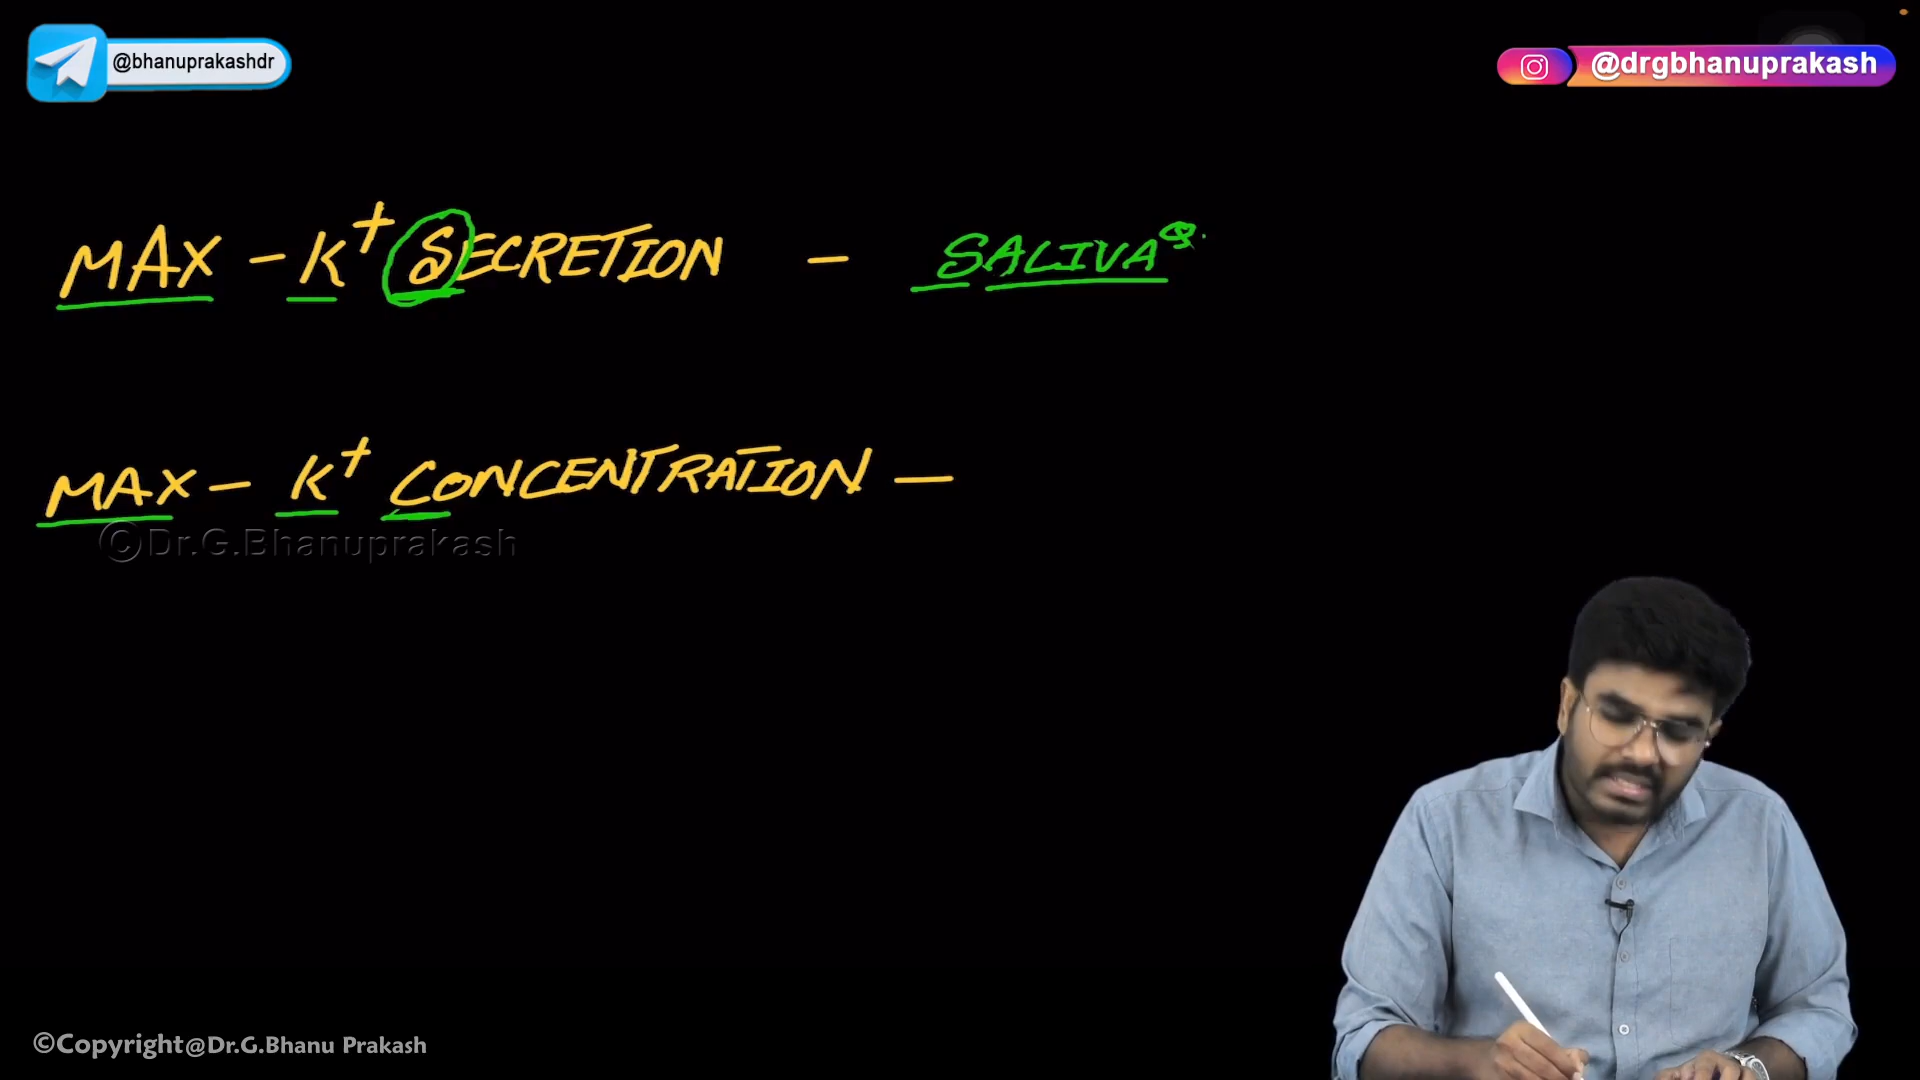 @bhanuprakashdr
@drgbhanuprakash
MAX - K+ SECRETION - SALIVA
MAX - K+ CONCENTRATION -
©Dr.G.Bhanuprakash
©Copyright@Dr.G.Bhanu Prakash